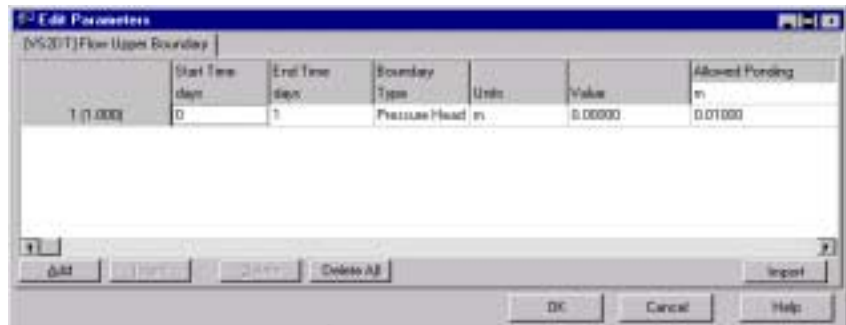 Edit Parameters
[VS2DT] Flow Upper Boundary
Start Time End Time Boundary Allowed Ponding
days days Type Units Value m
1 (1.000) 0 1 Pressure Head m 0.00000 0.01000
Add Delete All Import
OK Cancel Help